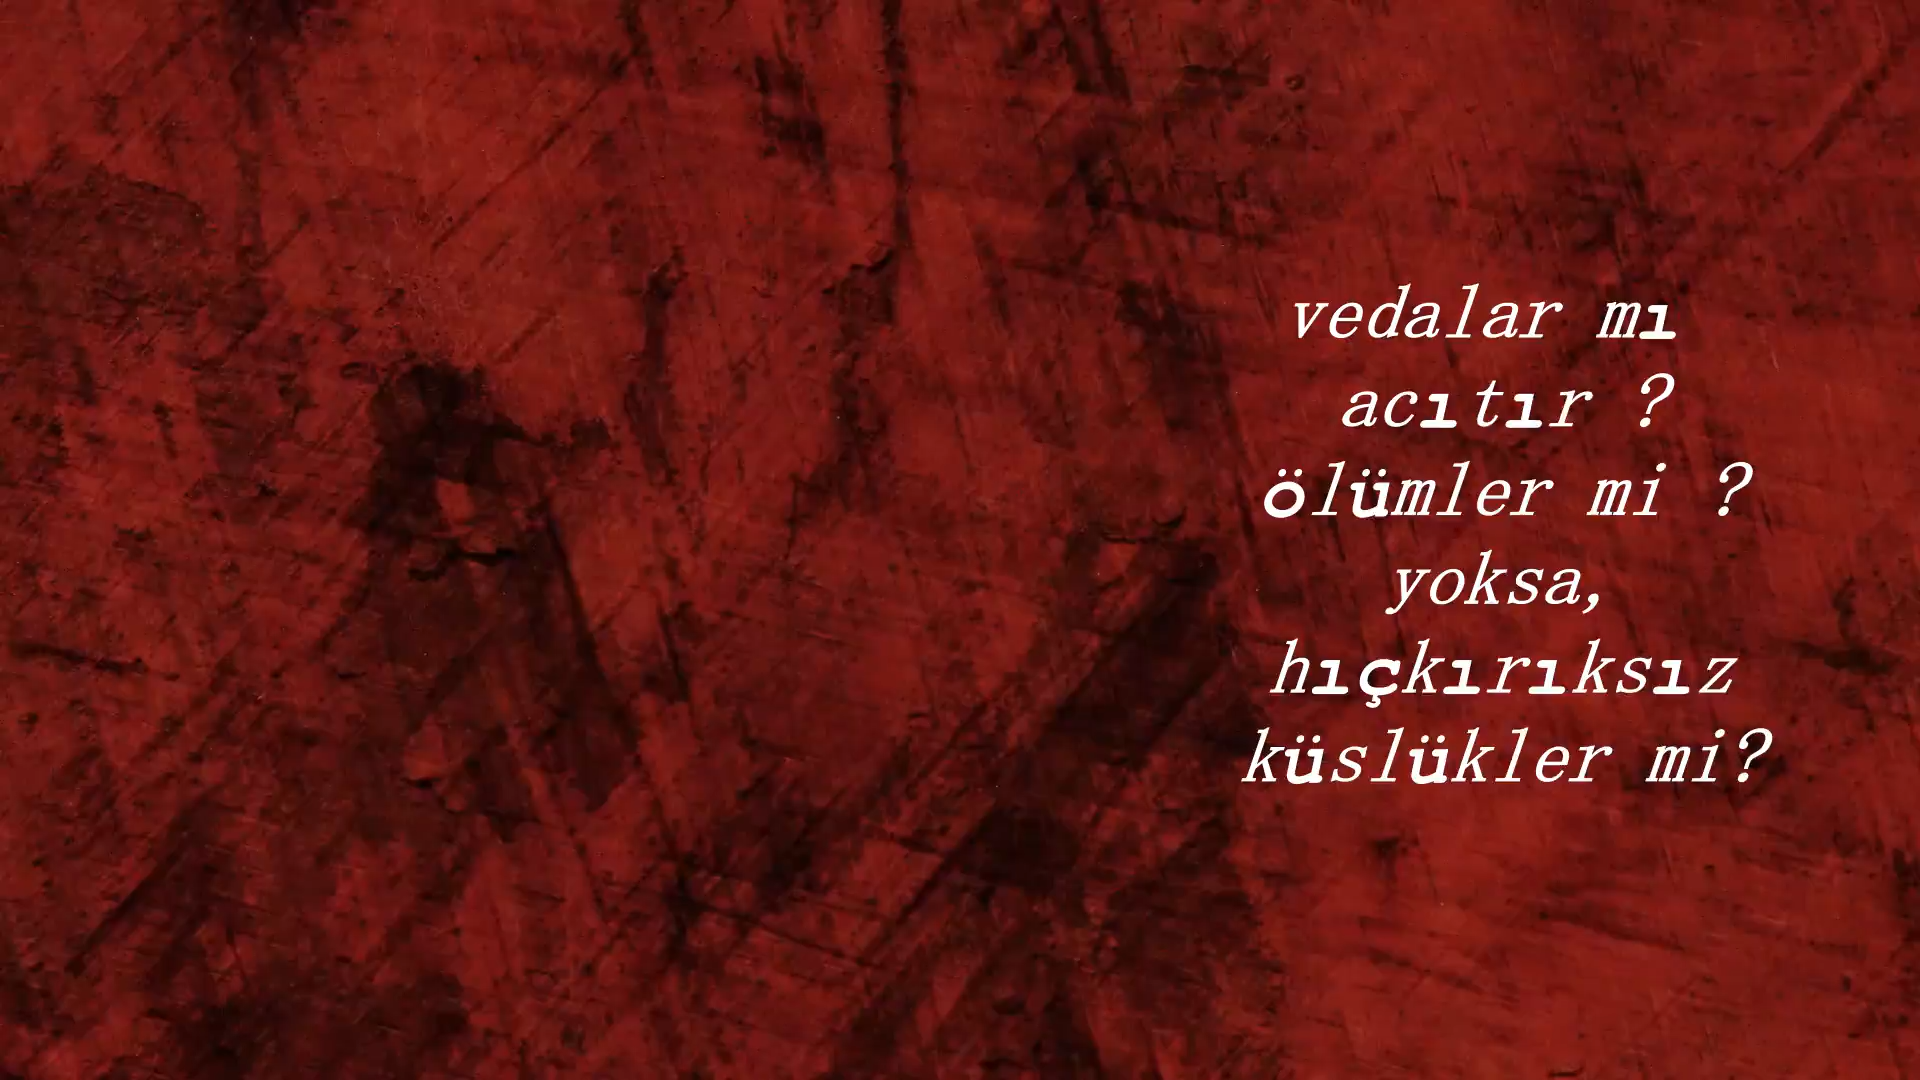 vedalar mı
acıtır ?
ölümler mi ?
yoksa,
hıçkırıksız
küslükler mi?